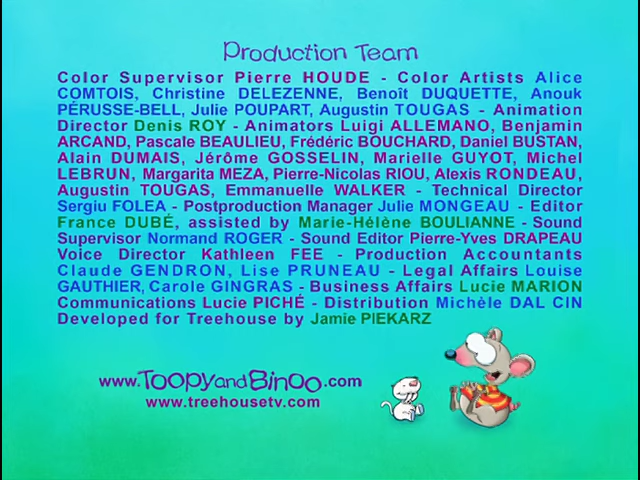 Production Team
Color Supervisor Pierre HOUDE - Color Artists Alice
COMTOIS, Christine DELEZENNE, Benoît DUQUETTE, Anouk
PÉRUSSE-BELL, Julie POUPART, Augustin TOUGAS - Animation
Director Denis ROY - Animators Luigi ALLEMANO, Benjamin
ARCAND, Pascale BEAULIEU, Frédéric BOUCHARD, Daniel BUSTAN,
Alain DUMAIS, Jérôme GOSSELIN, Marielle GUYOT, Michel
LEBRUN, Margarita MEZA, Pierre-Nicolas RIOU, Alexis RONDEAU,
Augustin TOUGAS, Emmanuelle WALKER - Technical Director
Sergiu FOLEA - Postproduction Manager Julie MONGEAU - Editor
France DUBÉ, assisted by Marie-Hélène BOULIANNE - Sound
Supervisor Normand ROGER - Sound Editor Pierre-Yves DRAPEAU
Voice Director Kathleen FEE - Production Accountants
Claude GENDRON, Lise PRUNEAU - Legal Affairs Louise
GAUTHIER, Carole GINGRAS - Business Affairs Lucie MARION
Communications Lucie PICHÉ - Distribution Michèle DAL CIN
Developed for Treehouse by Jamie PIEKARZ
www.ToopyandBinoo.com
www.treehousetv.com